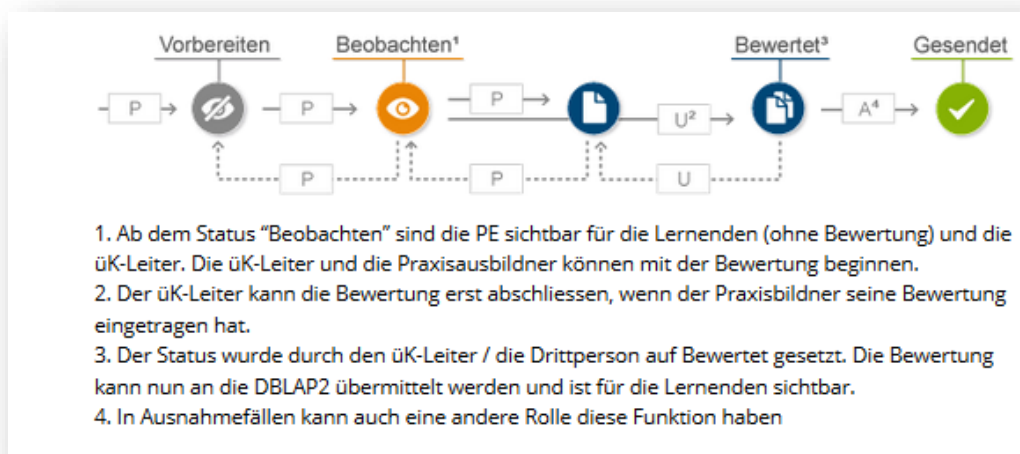 Vorbereiten Beobachten¹ Bewertet³ Gesendet
P P P U² A⁴
P P U
1. Ab dem Status “Beobachten” sind die PE sichtbar für die Lernenden (ohne Bewertung) und die
üK-Leiter. Die üK-Leiter und die Praxisausbildner können mit der Bewertung beginnen.
2. Der üK-Leiter kann die Bewertung erst abschliessen, wenn der Praxisbildner seine Bewertung
eingetragen hat.
3. Der Status wurde durch den üK-Leiter / die Drittperson auf Bewertet gesetzt. Die Bewertung
kann nun an die DBLAP2 übermittelt werden und ist für die Lernenden sichtbar.
4. In Ausnahmefällen kann auch eine andere Rolle diese Funktion haben